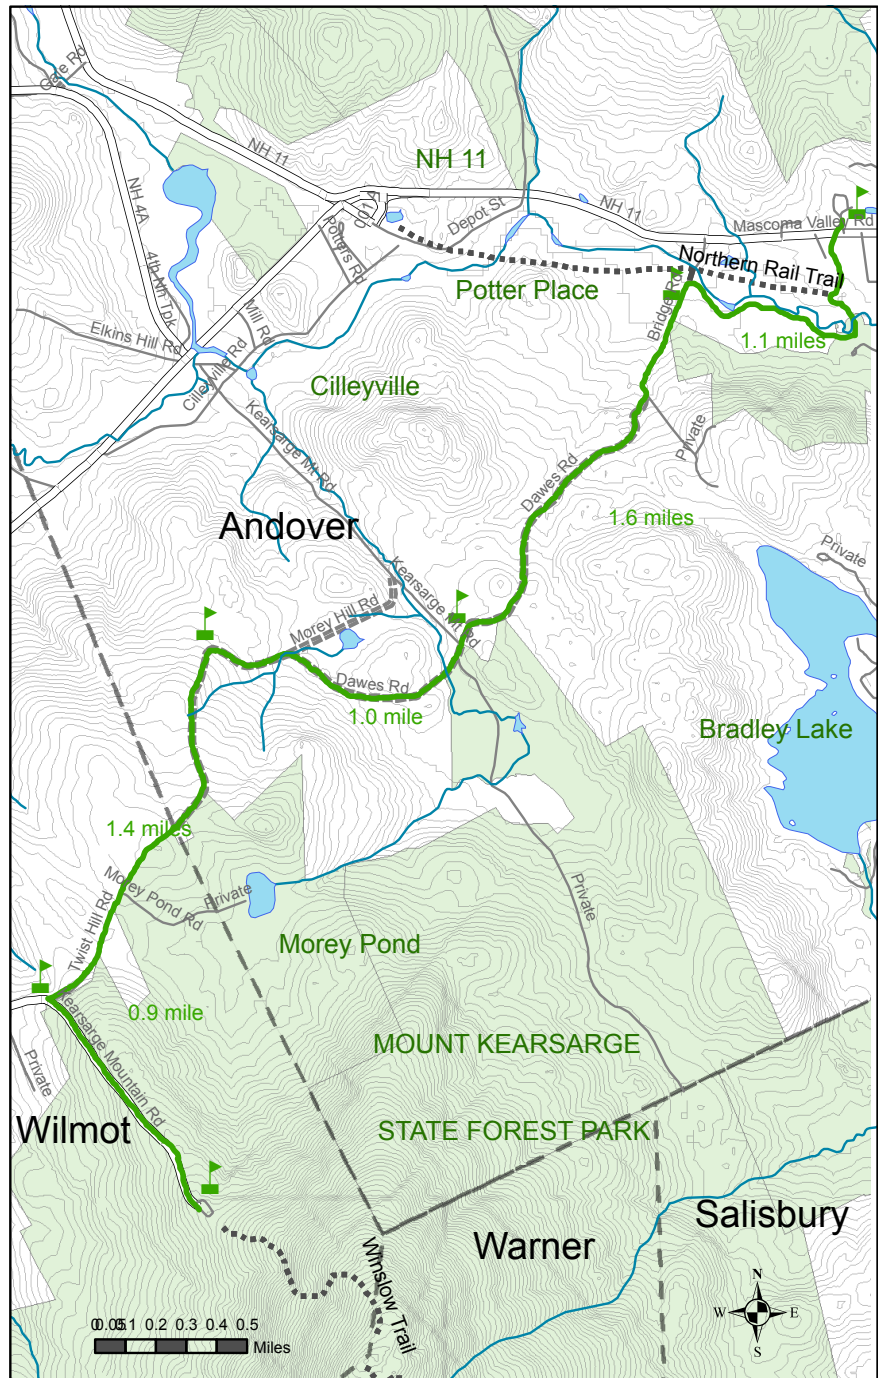 Gale Rd
NH 11
NH 11
NH 4A
001A
Depot St
NH 11
Mascoma Valley Rd
Potters Rd
4th Nh Tpk
Northern Rail Trail
Potter Place
Bridge Rd
Mill Rd
Elkins Hill Rd
Cilleyville Rd
1.1 miles
Cilleyville
Kearsarge Mt Rd
Private
Dawes Rd
1.6 miles
Andover
Private
Kearsarge Mt Rd
Morey Hill Rd
Dawes Rd
1.0 mile
Bradley Lake
1.4 miles
Morey Pond Rd
Private
Private
Twist Hill Rd
Morey Pond
0.9 mile
Kearsarge Mountain Rd
MOUNT KEARSARGE
Private
Wilmot
STATE FOREST PARK
Salisbury
Warner
Winslow Trail
N
W E
S
0 0.05 0.1 0.2 0.3 0.4 0.5
Miles